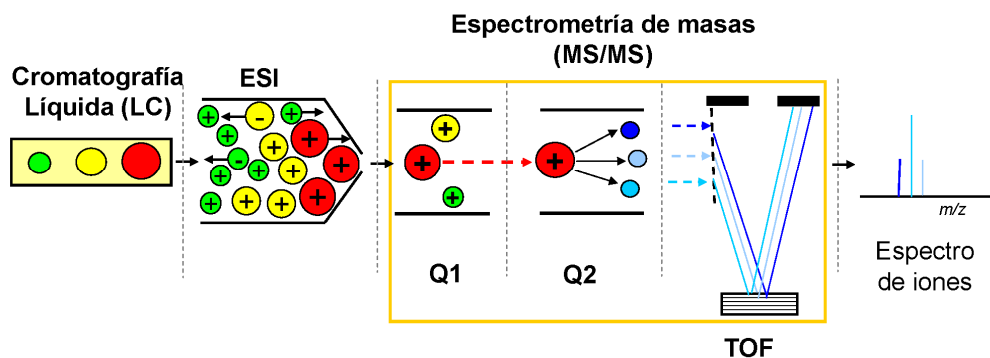 Espectrometría de masas
(MS/MS)
Cromatografía
Líquida (LC)
ESI
Q1
Q2
TOF
m/z
Espectro
de iones